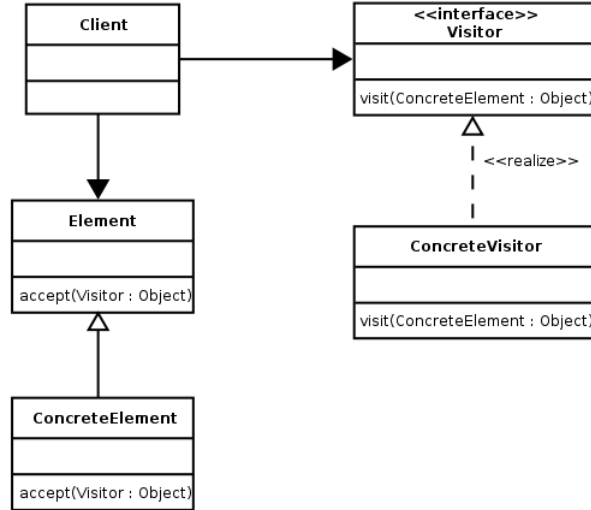 Client
<<interface>>
Visitor
visit(ConcreteElement : Object)
<<realize>>
Element
accept(Visitor : Object)
ConcreteVisitor
visit(ConcreteElement : Object)
ConcreteElement
accept(Visitor : Object)